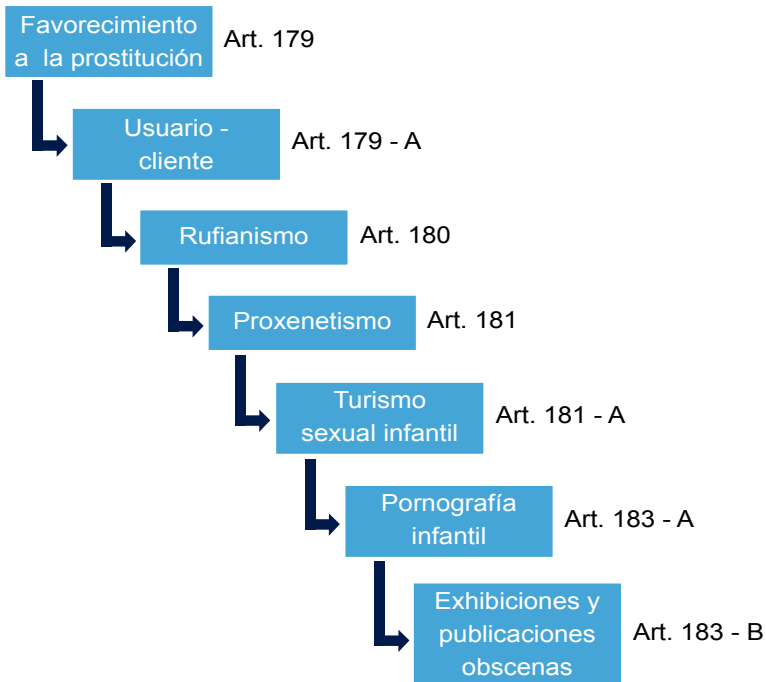 Favorecimiento
a la prostitución
Art. 179
Usuario -
cliente
Art. 179 - A
Rufianismo
Art. 180
Proxenetismo
Art. 181
Turismo
sexual infantil
Art. 181 - A
Pornografía
infantil
Art. 183 - A
Exhibiciones y
publicaciones
obscenas
Art. 183 - B